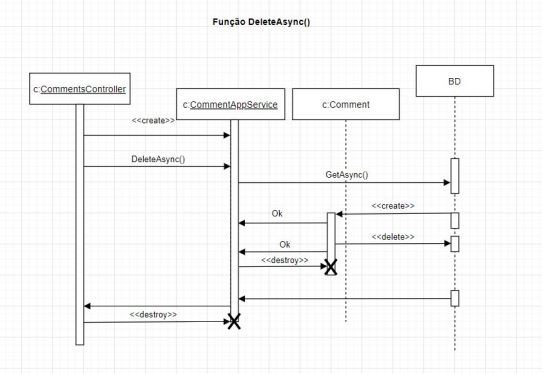 Função DeleteAsync()
BD
c:CommentsController
c:CommentAppService
c:Comment
<<create>>
DeleteAsync()
GetAsync()
<<create>>
Ok
<<delete>>
Ok
<<destroy>>
<<destroy>>